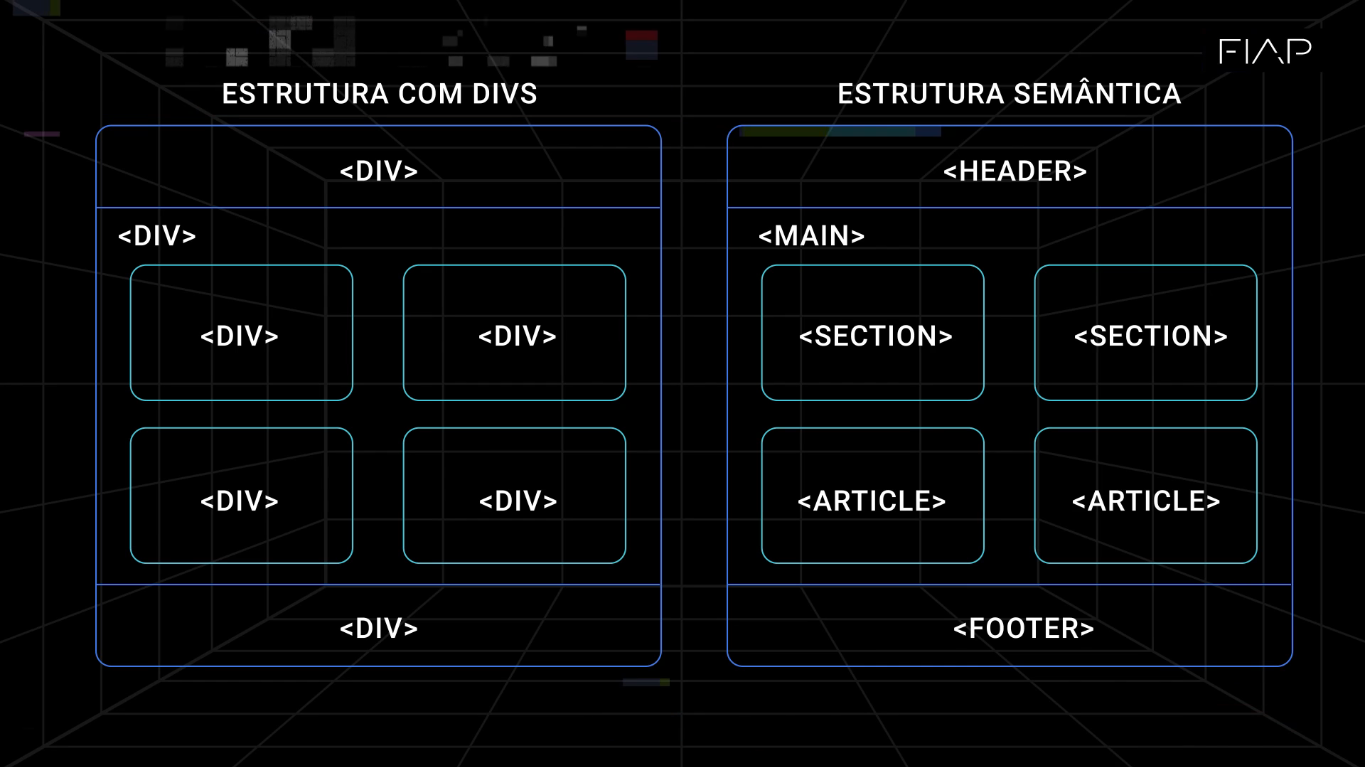 FIAP
ESTRUTURA COM DIVS
<DIV>
<DIV>
<DIV> <DIV>
<DIV> <DIV>
<DIV>
ESTRUTURA SEMÂNTICA
<HEADER>
<MAIN>
<SECTION> <SECTION>
<ARTICLE> <ARTICLE>
<FOOTER>